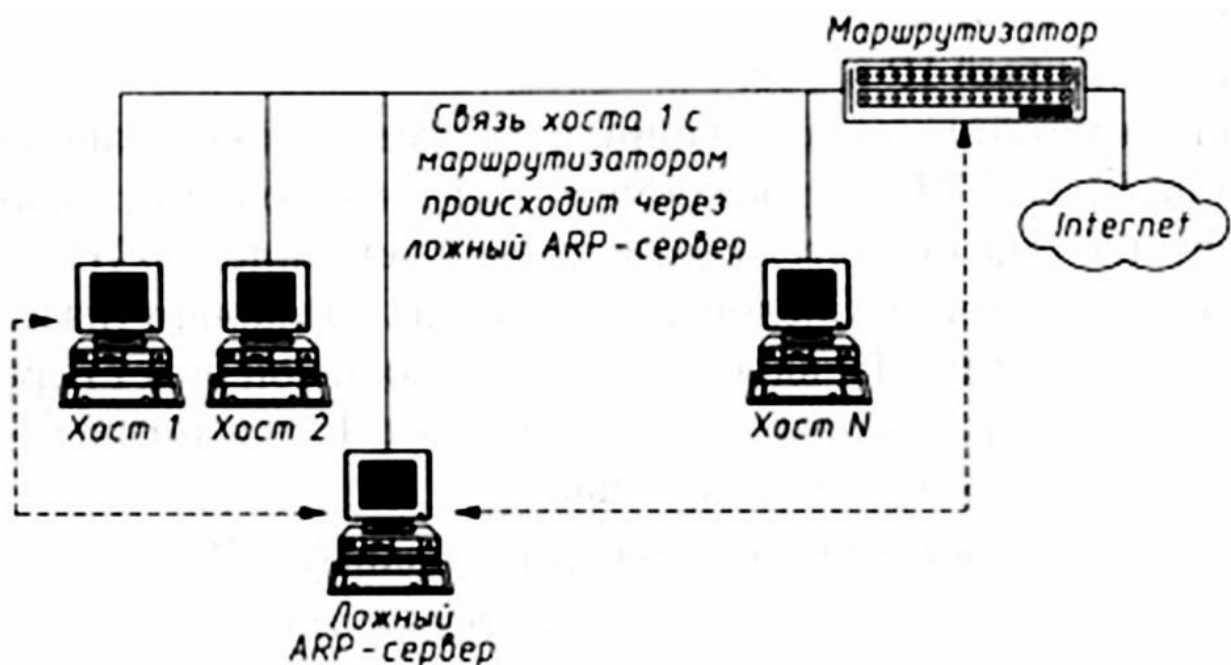 Маршрутизатор
Связь хоста 1 с
маршрутизатором
происходит через
ложный ARP-сервер
Internet
Хост 1
Хост 2
Хост N
Ложный
ARP-сервер